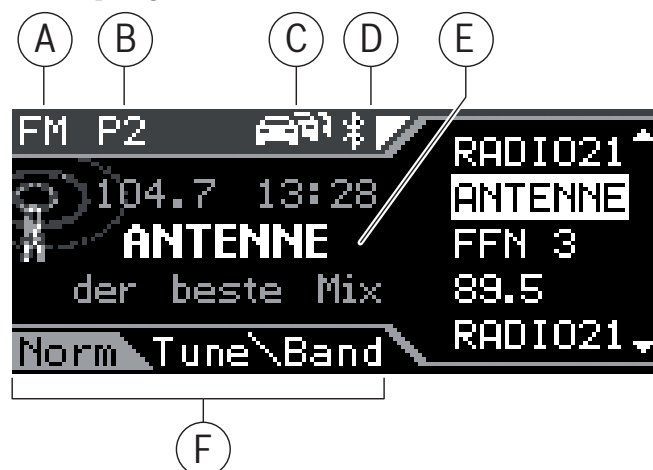 A B C D E
FM P2
104.7 13:28
ANTENNE
der beste Mix
Norm Tune Band
RADIO21
ANTENNE
FFN 3
89.5
RADIO21
F